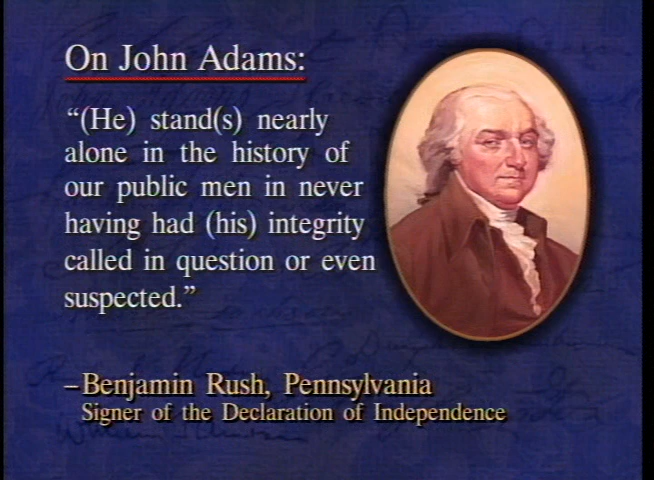 On John Adams:
“(He) stand(s) nearly
alone in the history of
our public men in never
having had (his) integrity
called in question or even
suspected.”
–Benjamin Rush, Pennsylvania
Signer of the Declaration of Independence